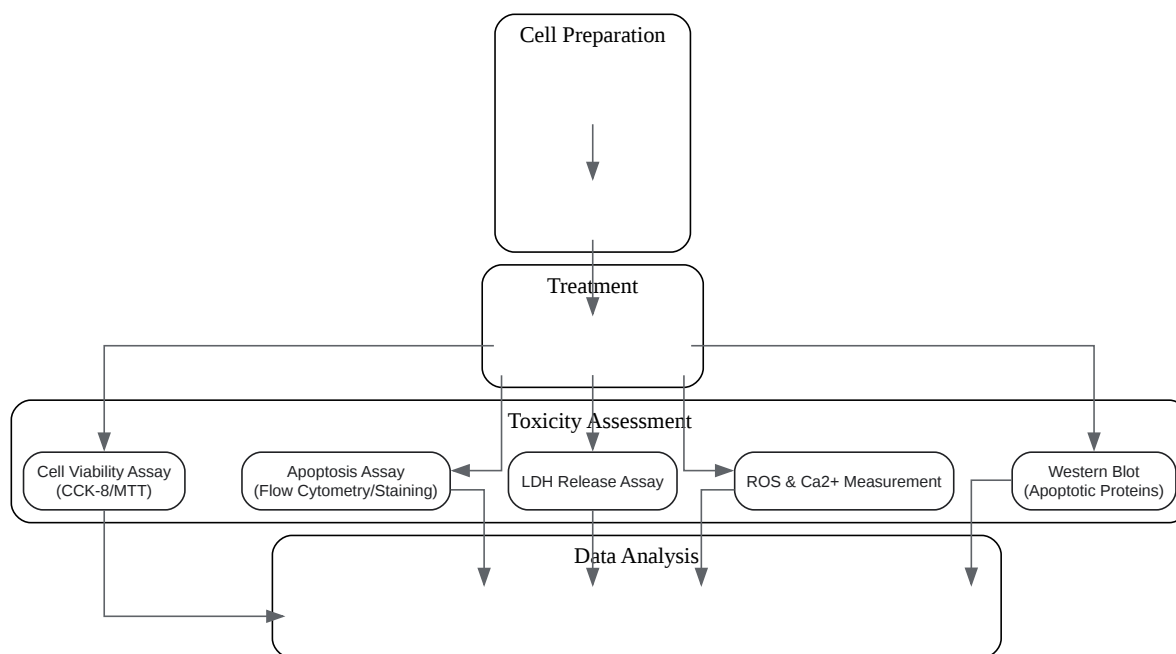 Cell Preparation
Treatment
Toxicity Assessment
Cell Viability Assay
(CCK-8/MTT)
Apoptosis Assay
(Flow Cytometry/Staining)
LDH Release Assay
ROS & Ca2+ Measurement
Western Blot
(Apoptotic Proteins)
Data Analysis